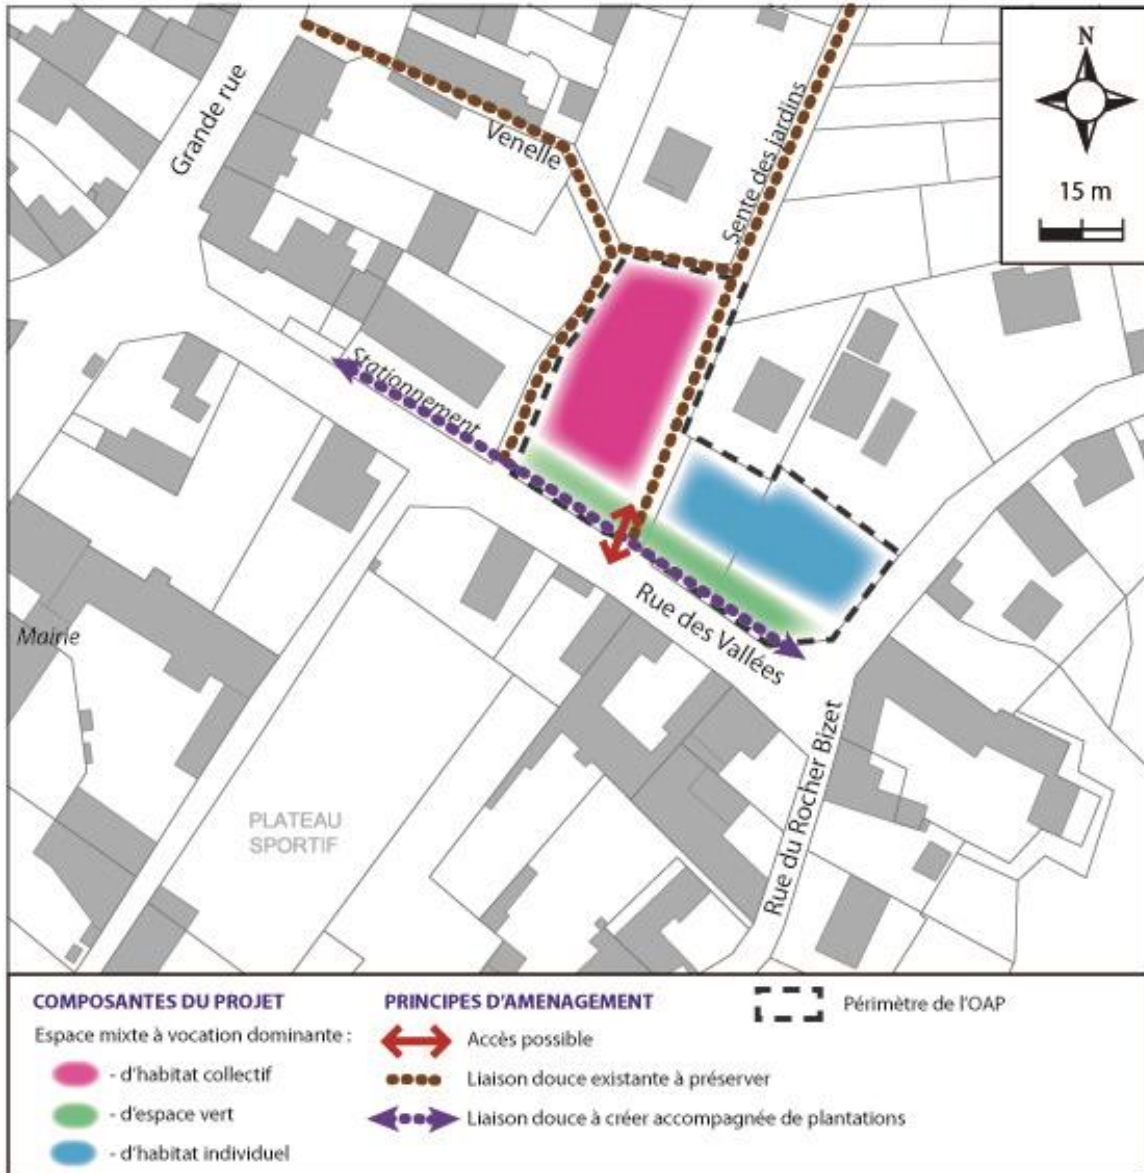 N
15 m
Grande rue
Venelle
Sente des jardins
Stationnement
Rue des Vallées
Mairie
Rue du Rocher Bizet
PLATEAU
SPORTIF
COMPOSANTES DU PROJET
Espace mixte à vocation dominante :
- d'habitat collectif
- d'espace vert
- d'habitat individuel
PRINCIPES D'AMENAGEMENT
Accès possible
Liaison douce existante à préserver
Liaison douce à créer accompagnée de plantations
Périmètre de l'OAP